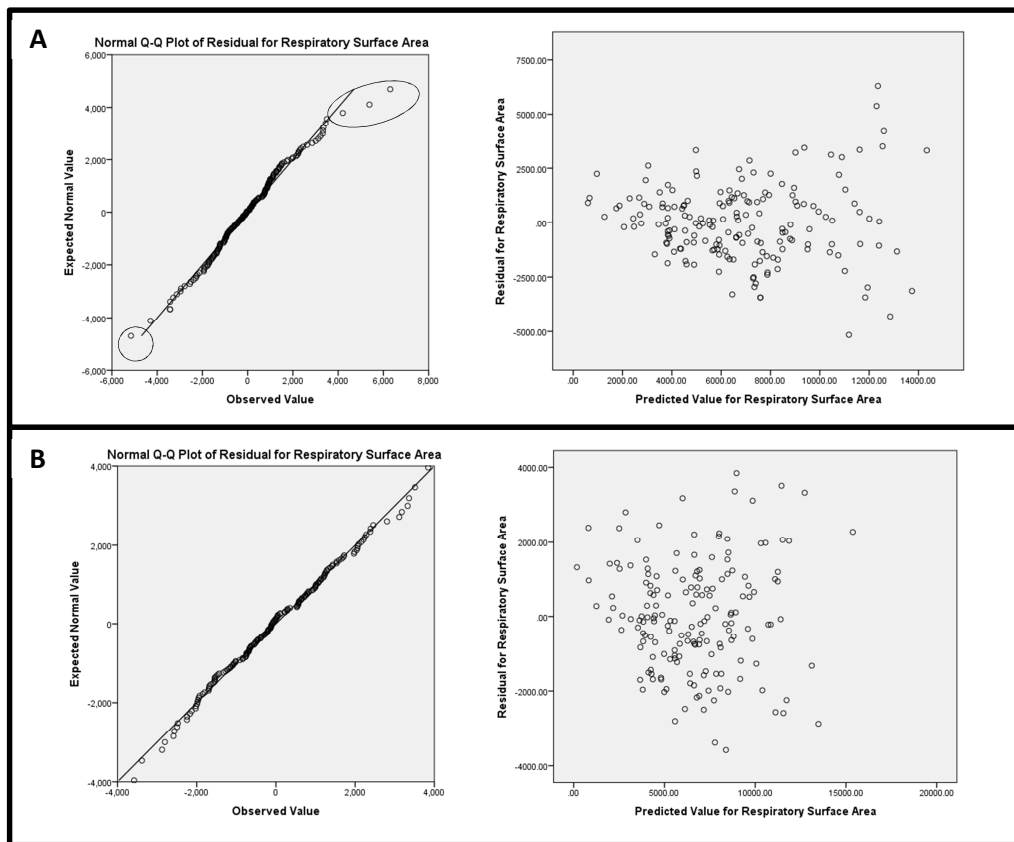 A
Normal Q-Q Plot of Residual for Respiratory Surface Area
6,000
4,000
2,000
0
-2,000
-4,000
-6,000
Expected Normal Value
-6,000 -4,000 -2,000 0 2,000 4,000 6,000 8,000
Observed Value
7500.00
5000.00
2500.00
.00
-2500.00
-5000.00
Residual for Respiratory Surface Area
.00 2000.00 4000.00 6000.00 8000.00 10000.00 12000.00 14000.00
Predicted Value for Respiratory Surface Area
B
Normal Q-Q Plot of Residual for Respiratory Surface Area
4,000
2,000
0
-2,000
-4,000
Expected Normal Value
-4,000 -2,000 0 2,000 4,000
Observed Value
4000.00
2000.00
.00
-2000.00
-4000.00
Residual for Respiratory Surface Area
.00 5000.00 10000.00 15000.00 20000.00
Predicted Value for Respiratory Surface Area